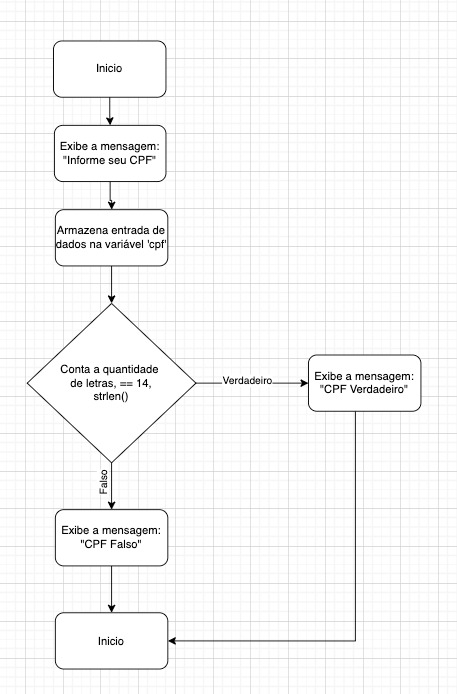 Inicio
Exibe a mensagem:
"Informe seu CPF"
Armazena entrada de
dados na variável 'cpf'
Conta a quantidade
de letras, == 14,
strlen()
Verdadeiro
Exibe a mensagem:
"CPF Verdadeiro"
Falso
Exibe a mensagem:
"CPF Falso"
Inicio